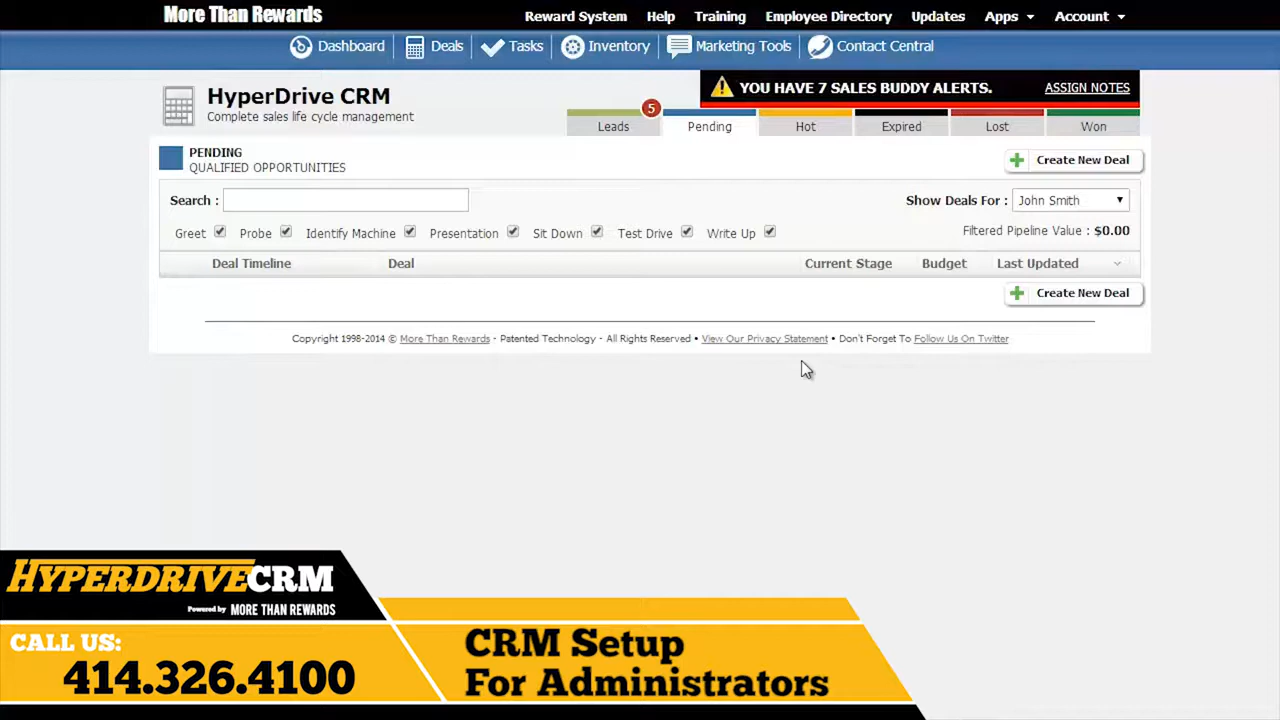 More Than Rewards
Reward System Help Training Employee Directory Updates Apps Account
Dashboard Deals Tasks Inventory Marketing Tools Contact Central
HyperDrive CRM
Complete sales life cycle management
YOU HAVE 7 SALES BUDDY ALERTS. ASSIGN NOTES
5
Leads Pending Hot Expired Lost Won
PENDING
QUALIFIED OPPORTUNITIES
Create New Deal
Search : Show Deals For : John Smith
Greet Probe Identify Machine Presentation Sit Down Test Drive Write Up Filtered Pipeline Value : $0.00
Deal Timeline Deal Current Stage Budget Last Updated
Create New Deal
Copyright 1998-2014 © More Than Rewards - Patented Technology - All Rights Reserved • View Our Privacy Statement • Don't Forget To Follow Us On Twitter
HYPERDRIVECRM
Powered by MORE THAN REWARDS
CALL US:
414.326.4100
CRM Setup
For Administrators